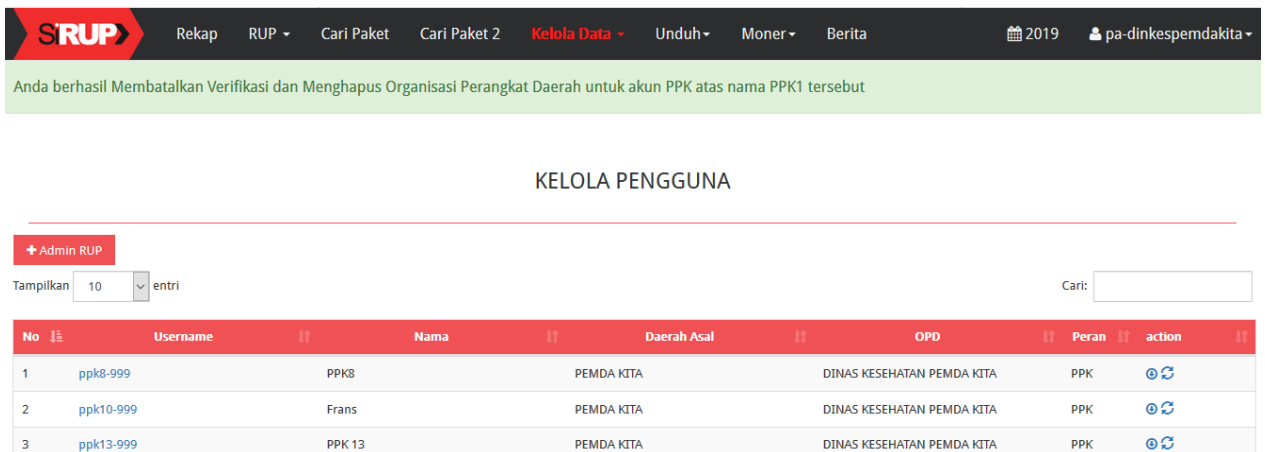 SiRUP Rekap RUP Cari Paket Cari Paket 2 Kelola Data Unduh Moner Berita 2019 pa-dinkespemdakita
Anda berhasil Membatalkan Verifikasi dan Menghapus Organisasi Perangkat Daerah untuk akun PPK atas nama PPK1 tersebut
KELOLA PENGGUNA
+ Admin RUP
Tampilkan 10 entri Cari:
No Username Nama Daerah Asal OPD Peran action
1 ppk8-999 PPK8 PEMDA KITA DINAS KESEHATAN PEMDA KITA PPK
2 ppk10-999 Frans PEMDA KITA DINAS KESEHATAN PEMDA KITA PPK
3 ppk13-999 PPK 13 PEMDA KITA DINAS KESEHATAN PEMDA KITA PPK